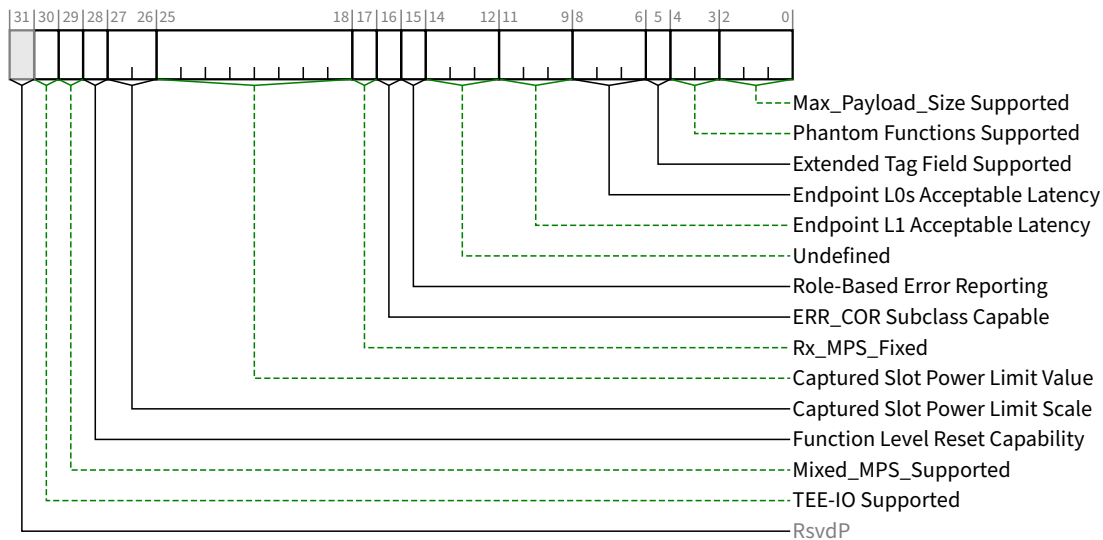 31 30 29 28 27 26 25 18 17 16 15 14 12 11 9 8 6 5 4 3 2 0
Max_Payload_Size Supported
Phantom Functions Supported
Extended Tag Field Supported
Endpoint L0s Acceptable Latency
Endpoint L1 Acceptable Latency
Undefined
Role-Based Error Reporting
ERR_COR Subclass Capable
Rx_MPS_Fixed
Captured Slot Power Limit Value
Captured Slot Power Limit Scale
Function Level Reset Capability
Mixed_MPS_Supported
TEE-IO Supported
RsvdP